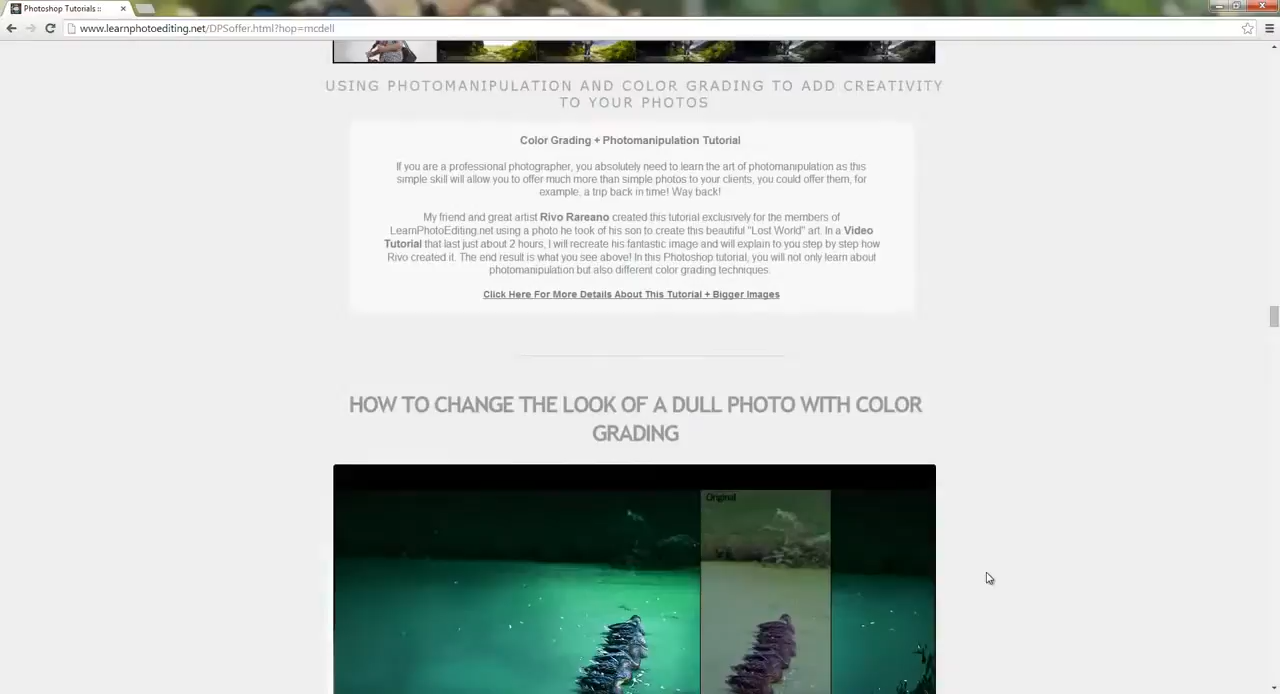 Photoshop Tutorials ::
www.learnphotoediting.net/DPSoffer.html?hop=mcdell
USING PHOTOMANIPULATION AND COLOR GRADING TO ADD CREATIVITY
TO YOUR PHOTOS
Color Grading + Photomanipulation Tutorial
If you are a professional photographer, you absolutely need to learn the art of photomanipulation as this
simple skill will allow you to offer much more than simple photos to your clients, you could offer them, for
example, a trip back in time! Way back!
My friend and great artist Rivo Rareano created this tutorial exclusively for the members of
LearnPhotoEditing.net using a photo he took of his son to create this beautiful "Lost World" art. In a Video
Tutorial that last just about 2 hours, I will recreate his fantastic image and will explain to you step by step how
Rivo created it. The end result is what you see above! In this Photoshop tutorial, you will not only learn about
photomanipulation but also different color grading techniques.
Click Here For More Details About This Tutorial + Bigger Images
HOW TO CHANGE THE LOOK OF A DULL PHOTO WITH COLOR
GRADING
Original